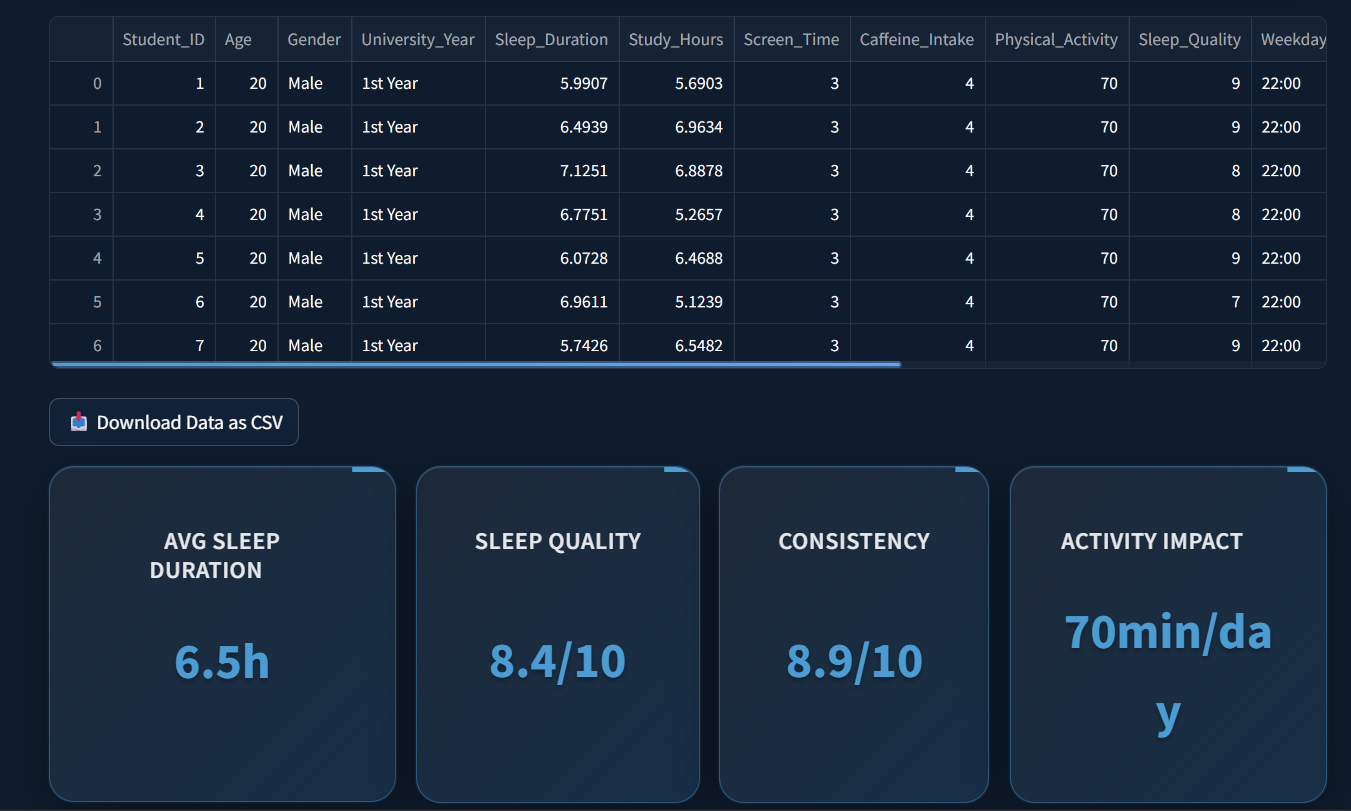 Student_ID Age Gender University_Year Sleep_Duration Study_Hours Screen_Time Caffeine_Intake Physical_Activity Sleep_Quality Weekday
0 1 20 Male 1st Year 5.9907 5.6903 3 4 70 9 22:00
1 2 20 Male 1st Year 6.4939 6.9634 3 4 70 9 22:00
2 3 20 Male 1st Year 7.1251 6.8878 3 4 70 8 22:00
3 4 20 Male 1st Year 6.7751 5.2657 3 4 70 8 22:00
4 5 20 Male 1st Year 6.0728 6.4688 3 4 70 9 22:00
5 6 20 Male 1st Year 6.9611 5.1239 3 4 70 7 22:00
6 7 20 Male 1st Year 5.7426 6.5482 3 4 70 9 22:00
Download Data as CSV
AVG SLEEP
DURATION
6.5h
SLEEP QUALITY
8.4/10
CONSISTENCY
8.9/10
ACTIVITY IMPACT
70min/da
y